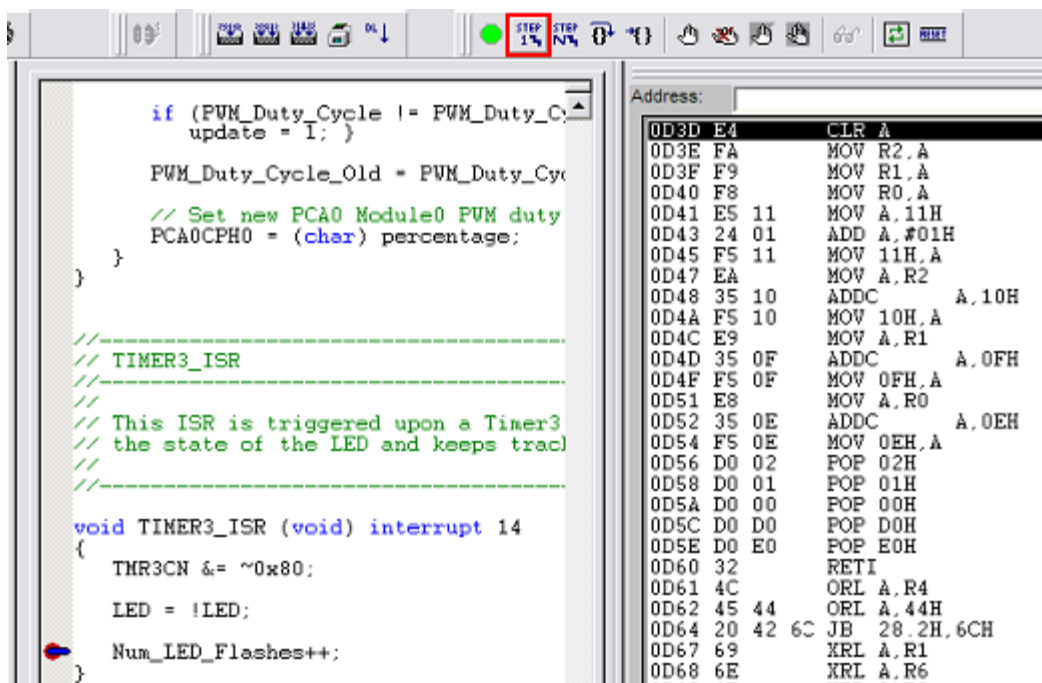 STEP 1
STEP N
RESET
if (PWM_Duty_Cycle != PWM_Duty_Cy
update = 1; }
PWM_Duty_Cycle_Old = PWM_Duty_Cyc
// Set new PCA0 Module0 PWM duty
PCA0CPH0 = (char) percentage;
}
}
//-----------------------------------------------------
// TIMER3_ISR
//-----------------------------------------------------
//
// This ISR is triggered upon a Timer3
// the state of the LED and keeps track
//
//-----------------------------------------------------
void TIMER3_ISR (void) interrupt 14
{
TMR3CN &= ~0x80;
LED = !LED;
Num_LED_Flashes++;
}
Address:
0D3D E4 CLR A
0D3E FA MOV R2,A
0D3F F9 MOV R1,A
0D40 F8 MOV R0,A
0D41 E5 11 MOV A,11H
0D43 24 01 ADD A,#01H
0D45 F5 11 MOV 11H,A
0D47 EA MOV A,R2
0D48 35 10 ADDC A,10H
0D4A F5 10 MOV 10H,A
0D4C E9 MOV A,R1
0D4D 35 0F ADDC A,0FH
0D4F F5 0F MOV 0FH,A
0D51 E8 MOV A,R0
0D52 35 0E ADDC A,0EH
0D54 F5 0E MOV 0EH,A
0D56 D0 02 POP 02H
0D58 D0 01 POP 01H
0D5A D0 00 POP 00H
0D5C D0 D0 POP D0H
0D5E D0 E0 POP E0H
0D60 32 RETI
0D61 4C ORL A,R4
0D62 45 44 ORL A,44H
0D64 20 42 6C JB 28.2H,6CH
0D67 69 XRL A,R1
0D68 6E XRL A,R6